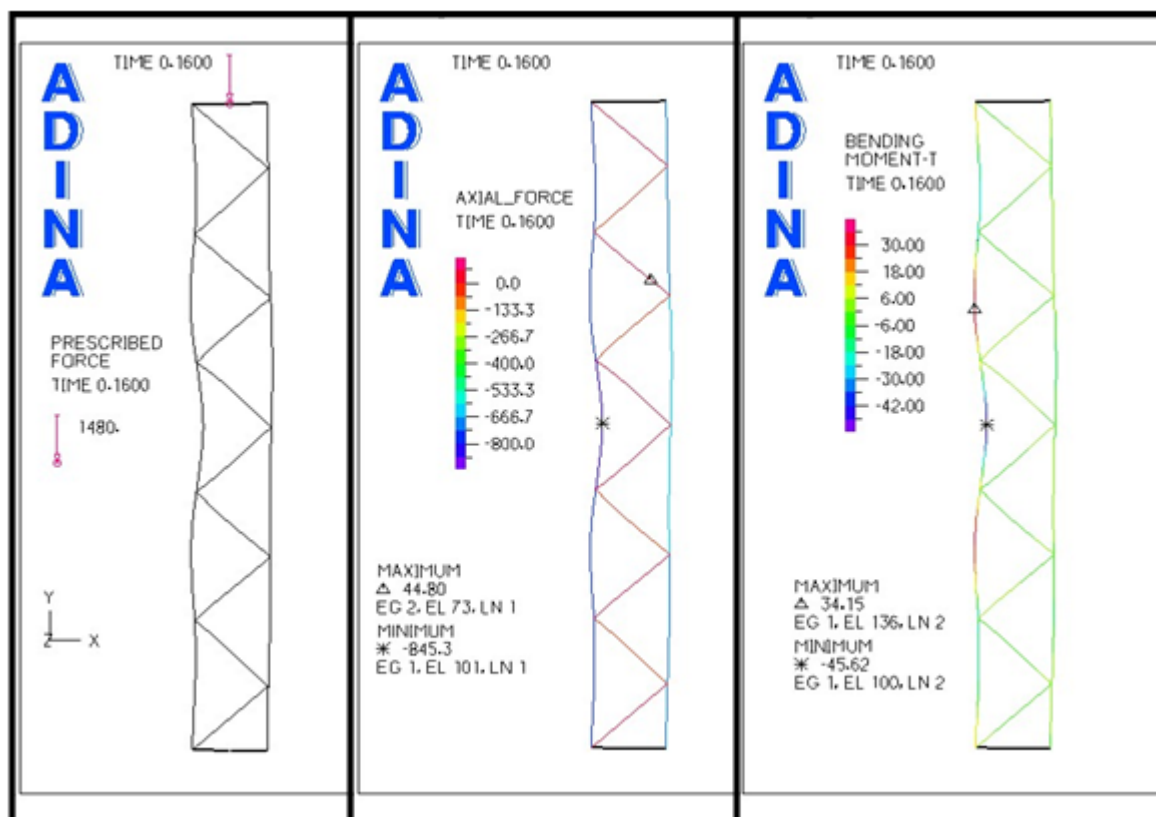 TIME 0.1600
ADINA
PRESCRIBED
FORCE
TIME 0.1600
1480.
Y
Z X
TIME 0.1600
ADINA
AXIAL_FORCE
TIME 0.1600
0.0
-133.3
-266.7
-400.0
-533.3
-666.7
-800.0
MAXIMUM
△ 44.80
EG 2, EL 73, LN 1
MINIMUM
✳ -845.3
EG 1, EL 101, LN 1
TIME 0.1600
ADINA
BENDING
MOMENT-T
TIME 0.1600
30.00
18.00
6.00
-6.00
-18.00
-30.00
-42.00
MAXIMUM
△ 34.15
EG 1, EL 136, LN 2
MINIMUM
✳ -45.62
EG 1, EL 100, LN 2